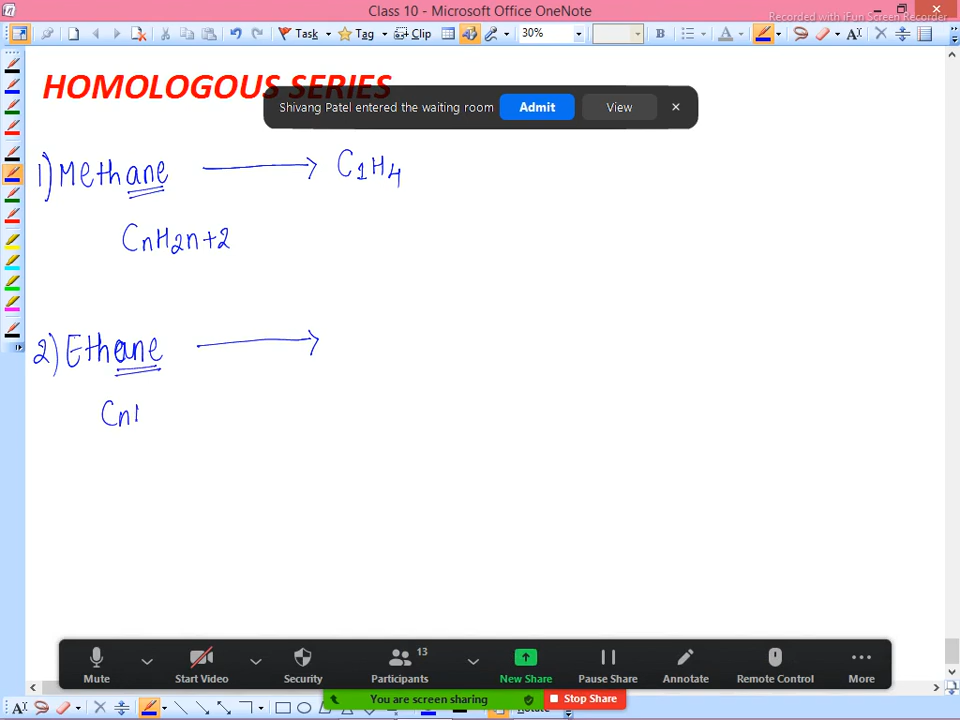 Class 10 - Microsoft Office OneNote
Recorded with iFun Screen Recorder
Task Tag Clip 30% B A
HOMOLOGOUS SERIES
Shivang Patel entered the waiting room Admit View
1) Methane → C1H4
CnH2n+2
2) Ethane →
Cn
13
Mute Start Video Security Participants New Share Pause Share Annotate Remote Control More
You are screen sharing Stop Share